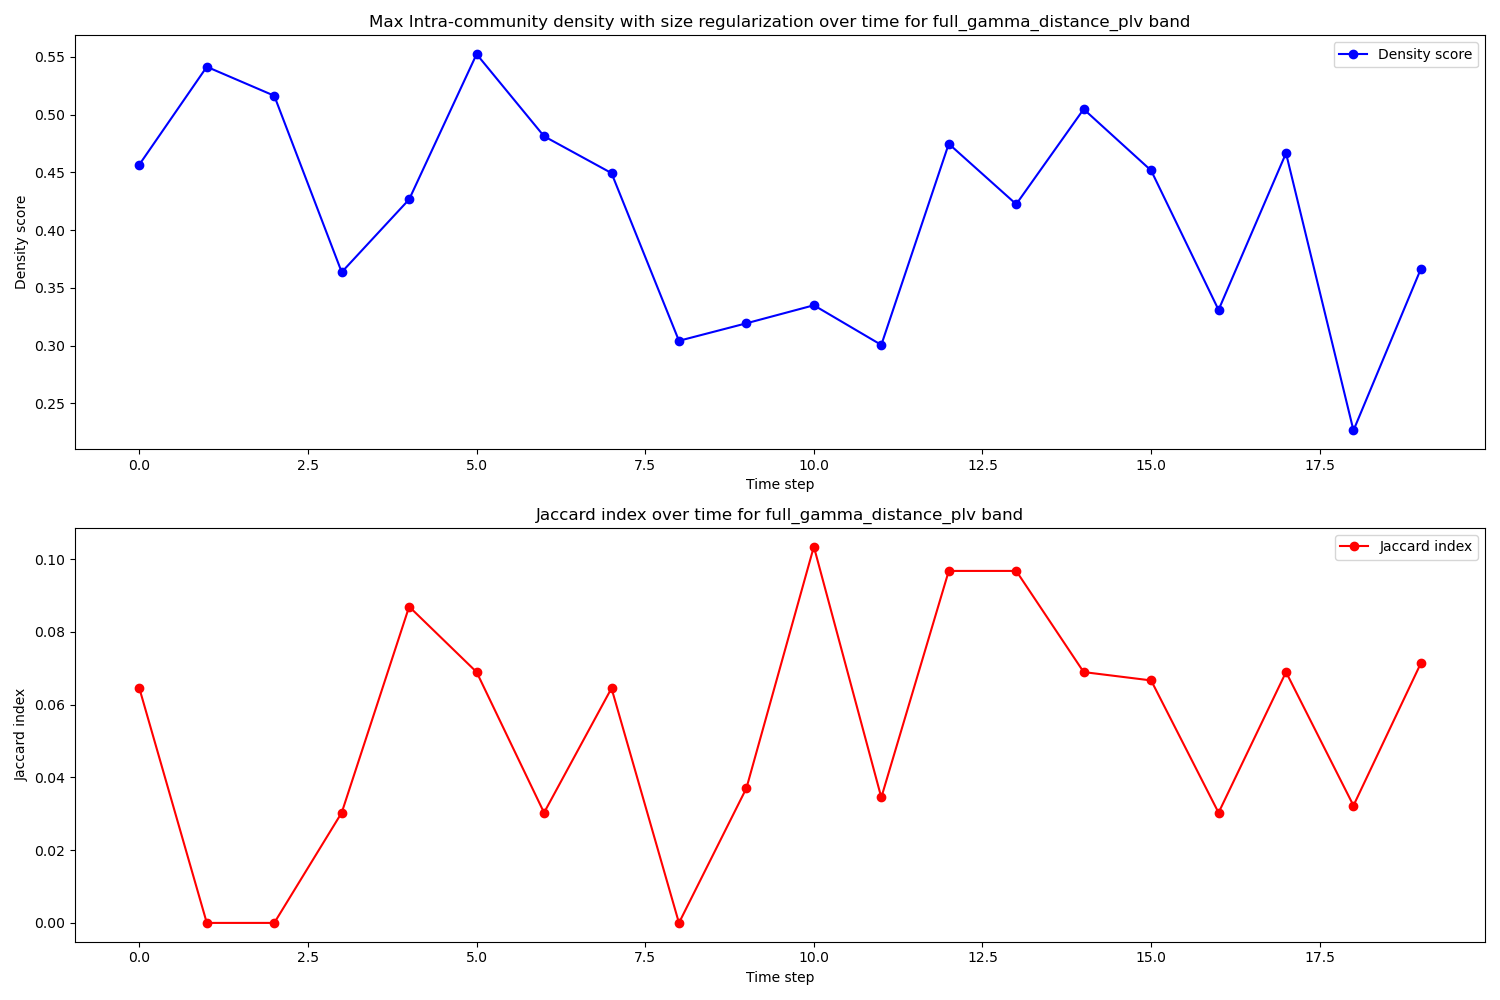 Max Intra-community density with size regularization over time for full_gamma_distance_plv band
Density score
Density score
0.55
0.50
0.45
0.40
0.35
0.30
0.25
0.0 2.5 5.0 7.5 10.0 12.5 15.0 17.5
Time step
Jaccard index over time for full_gamma_distance_plv band
Jaccard index
Jaccard index
0.10
0.08
0.06
0.04
0.02
0.00
0.0 2.5 5.0 7.5 10.0 12.5 15.0 17.5
Time step